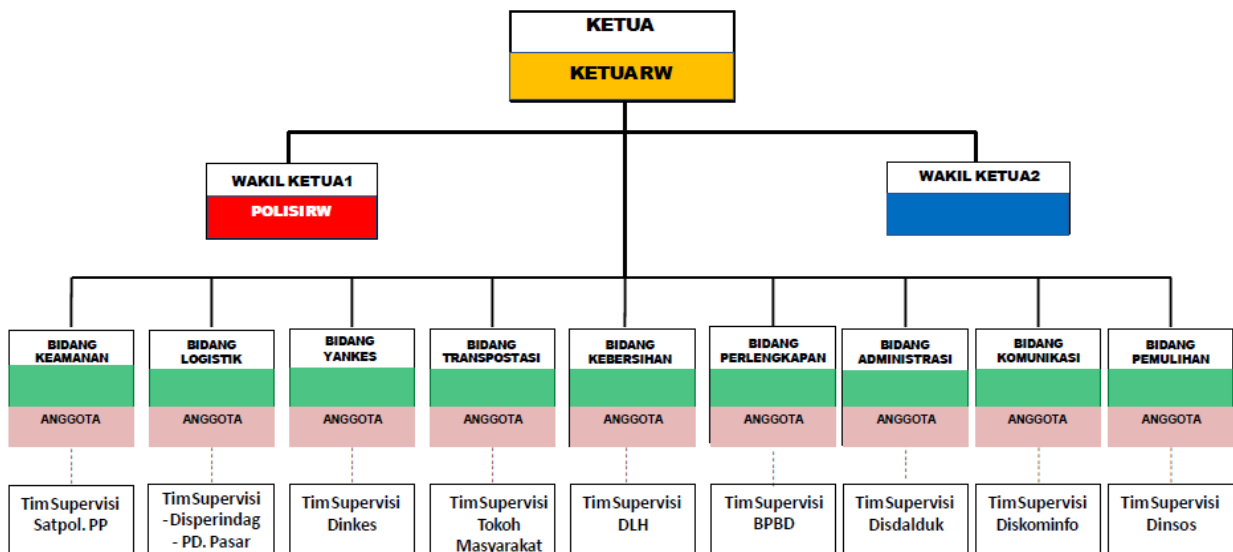 KETUA
KETUA RW
WAKIL KETUA1
POLISI RW
WAKIL KETUA2
BIDANG
KEAMANAN
ANGGOTA
BIDANG
LOGISTIK
ANGGOTA
BIDANG
YANKES
ANGGOTA
BIDANG
TRANSPOSTASI
ANGGOTA
BIDANG
KEBERSIHAN
ANGGOTA
BIDANG
PERLENGKAPAN
ANGGOTA
BIDANG
ADMINISTRASI
ANGGOTA
BIDANG
KOMUNIKASI
ANGGOTA
BIDANG
PEMULIHAN
ANGGOTA
Tim Supervisi
Satpol. PP
Tim Supervisi
- Disperindag
- PD. Pasar
Tim Supervisi
Dinkes
Tim Supervisi
Tokoh
Masyarakat
Tim Supervisi
DLH
Tim Supervisi
BPBD
Tim Supervisi
Disdalduk
Tim Supervisi
Diskominfo
Tim Supervisi
Dinsos